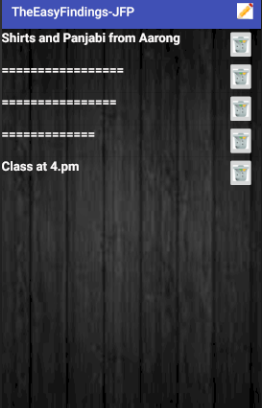 TheEasyFindings-JFP
Shirts and Panjabi from Aarong
=================
================
=============
Class at 4.pm